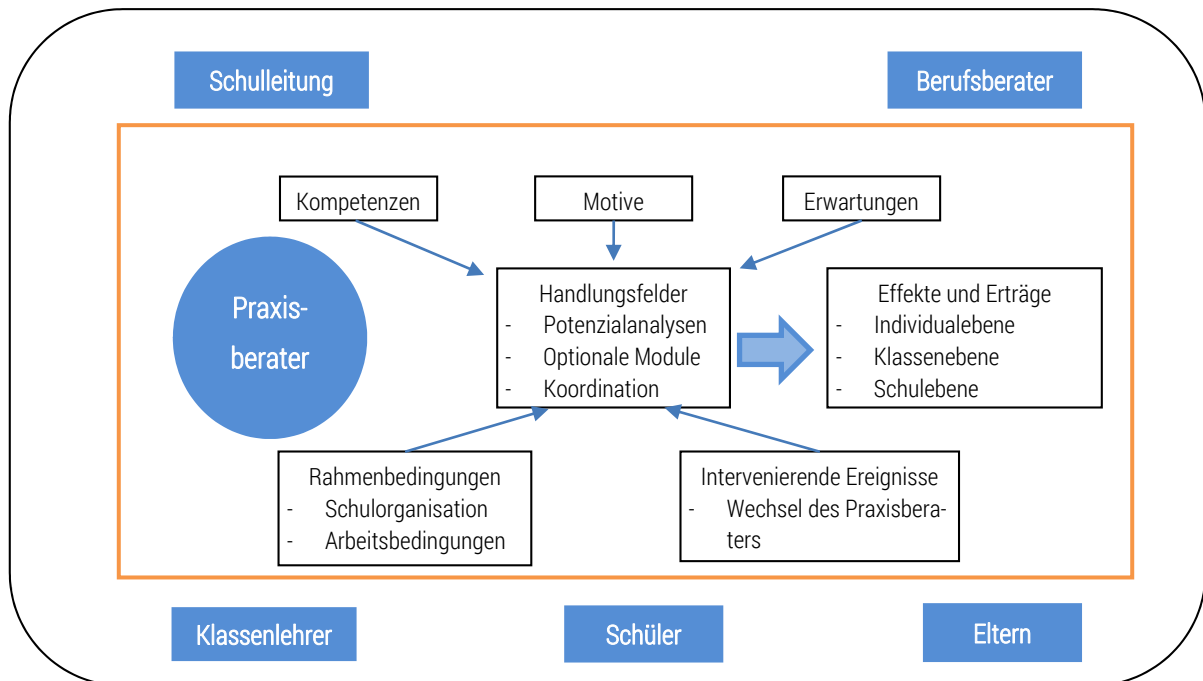 Schulleitung
Berufsberater
Kompetenzen
Motive
Erwartungen
Praxis-
berater
Handlungsfelder
- Potenzialanalysen
- Optionale Module
- Koordination
Effekte und Erträge
- Individualebene
- Klassenebene
- Schulebene
Rahmenbedingungen
- Schulorganisation
- Arbeitsbedingungen
Intervenierende Ereignisse
- Wechsel des Praxisbera-
ters
Klassenlehrer
Schüler
Eltern